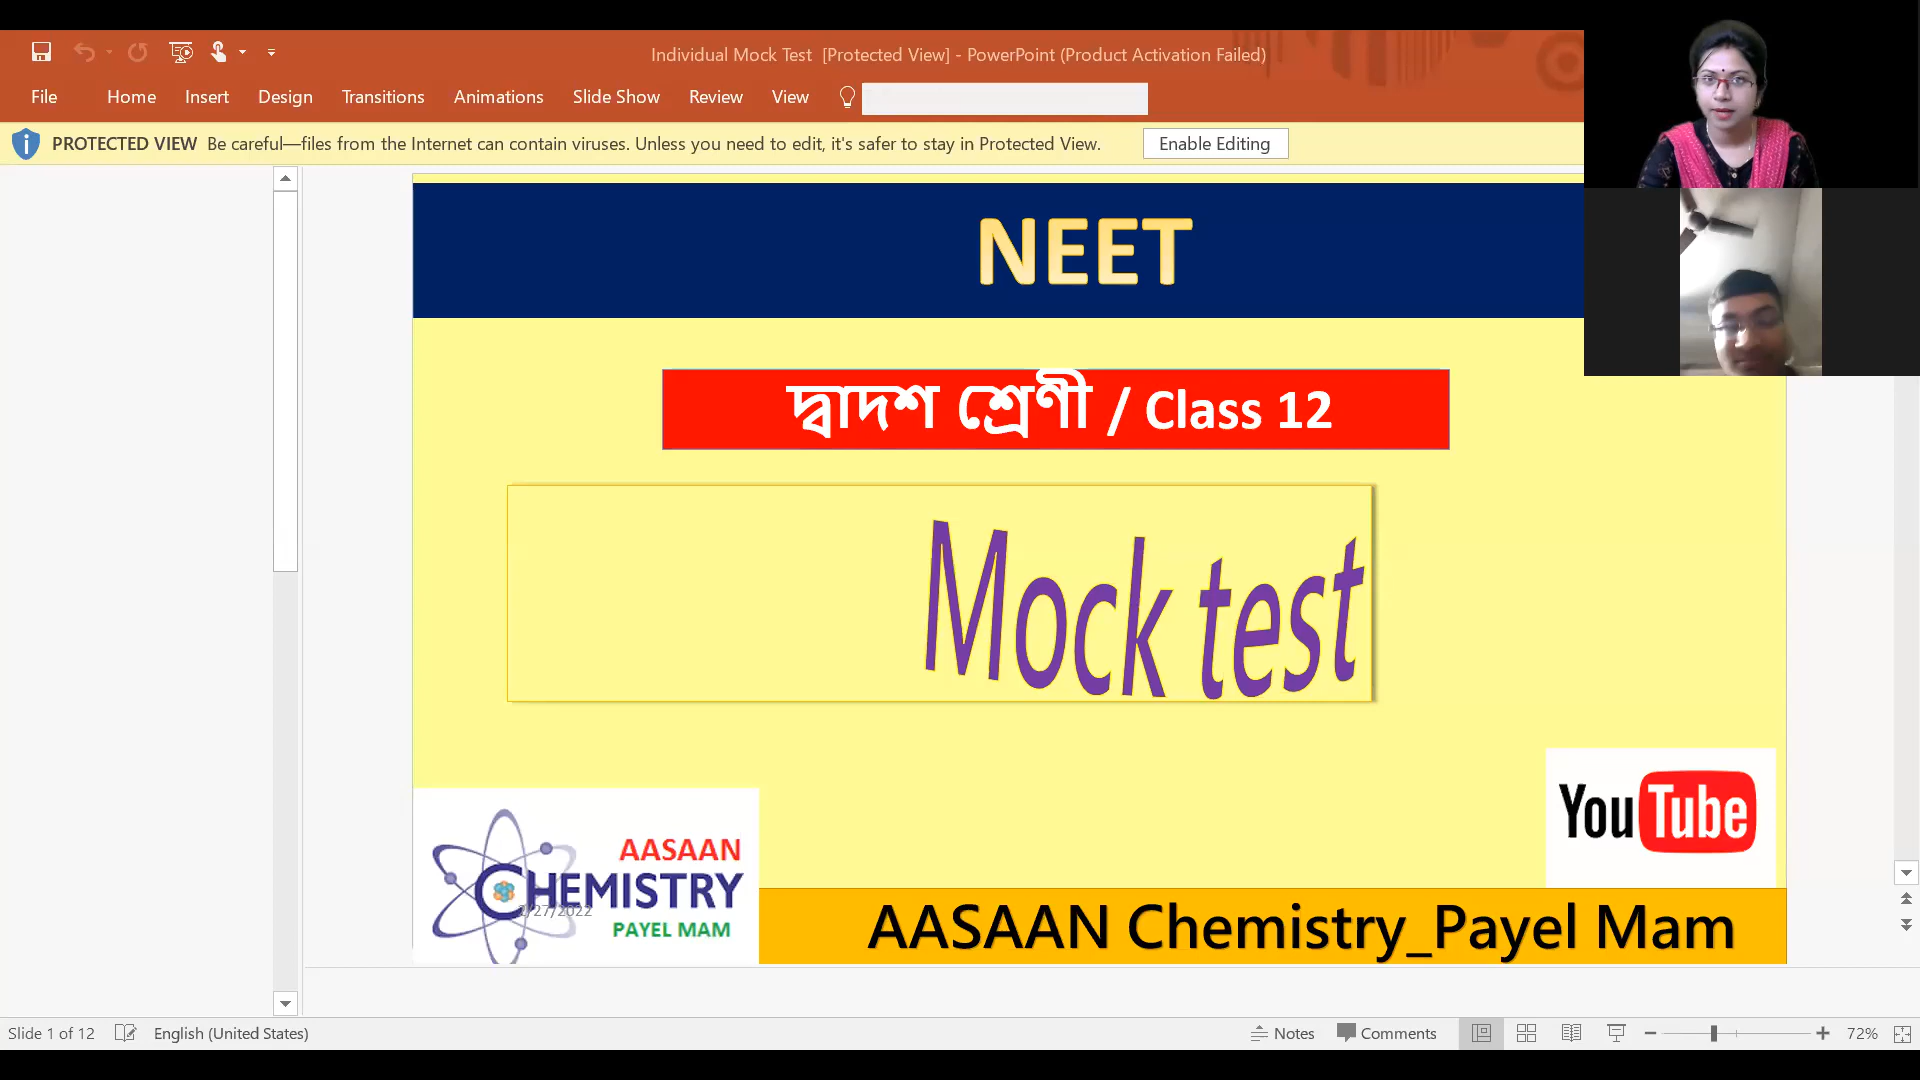 Individual Mock Test [Protected View] - PowerPoint (Product Activation Failed)
File Home Insert Design Transitions Animations Slide Show Review View
PROTECTED VIEW Be careful—files from the Internet can contain viruses. Unless you need to edit, it's safer to stay in Protected View. Enable Editing
NEET
দ্বাদশ শ্রেণী / Class 12
Mock test
YouTube
AASAAN
CHEMISTRY
PAYEL MAM
AASAAN Chemistry_Payel Mam
Slide 1 of 12 English (United States) Notes Comments 72%